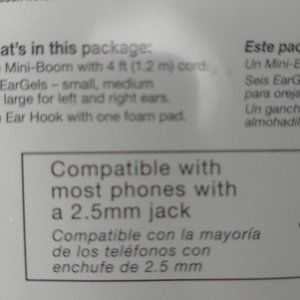 at's in this package:
Mini-Boom with 4 ft (1.2 m) cord.
EarGels – small, medium
large for left and right ears.
Ear Hook with one foam pad.
Este pac
Un Mini-B
Seis EarG
para oreja
Un ganch
almohadil
Compatible with
most phones with
a 2.5mm jack
Compatible con la mayoría
de los teléfonos con
enchufe de 2.5 mm